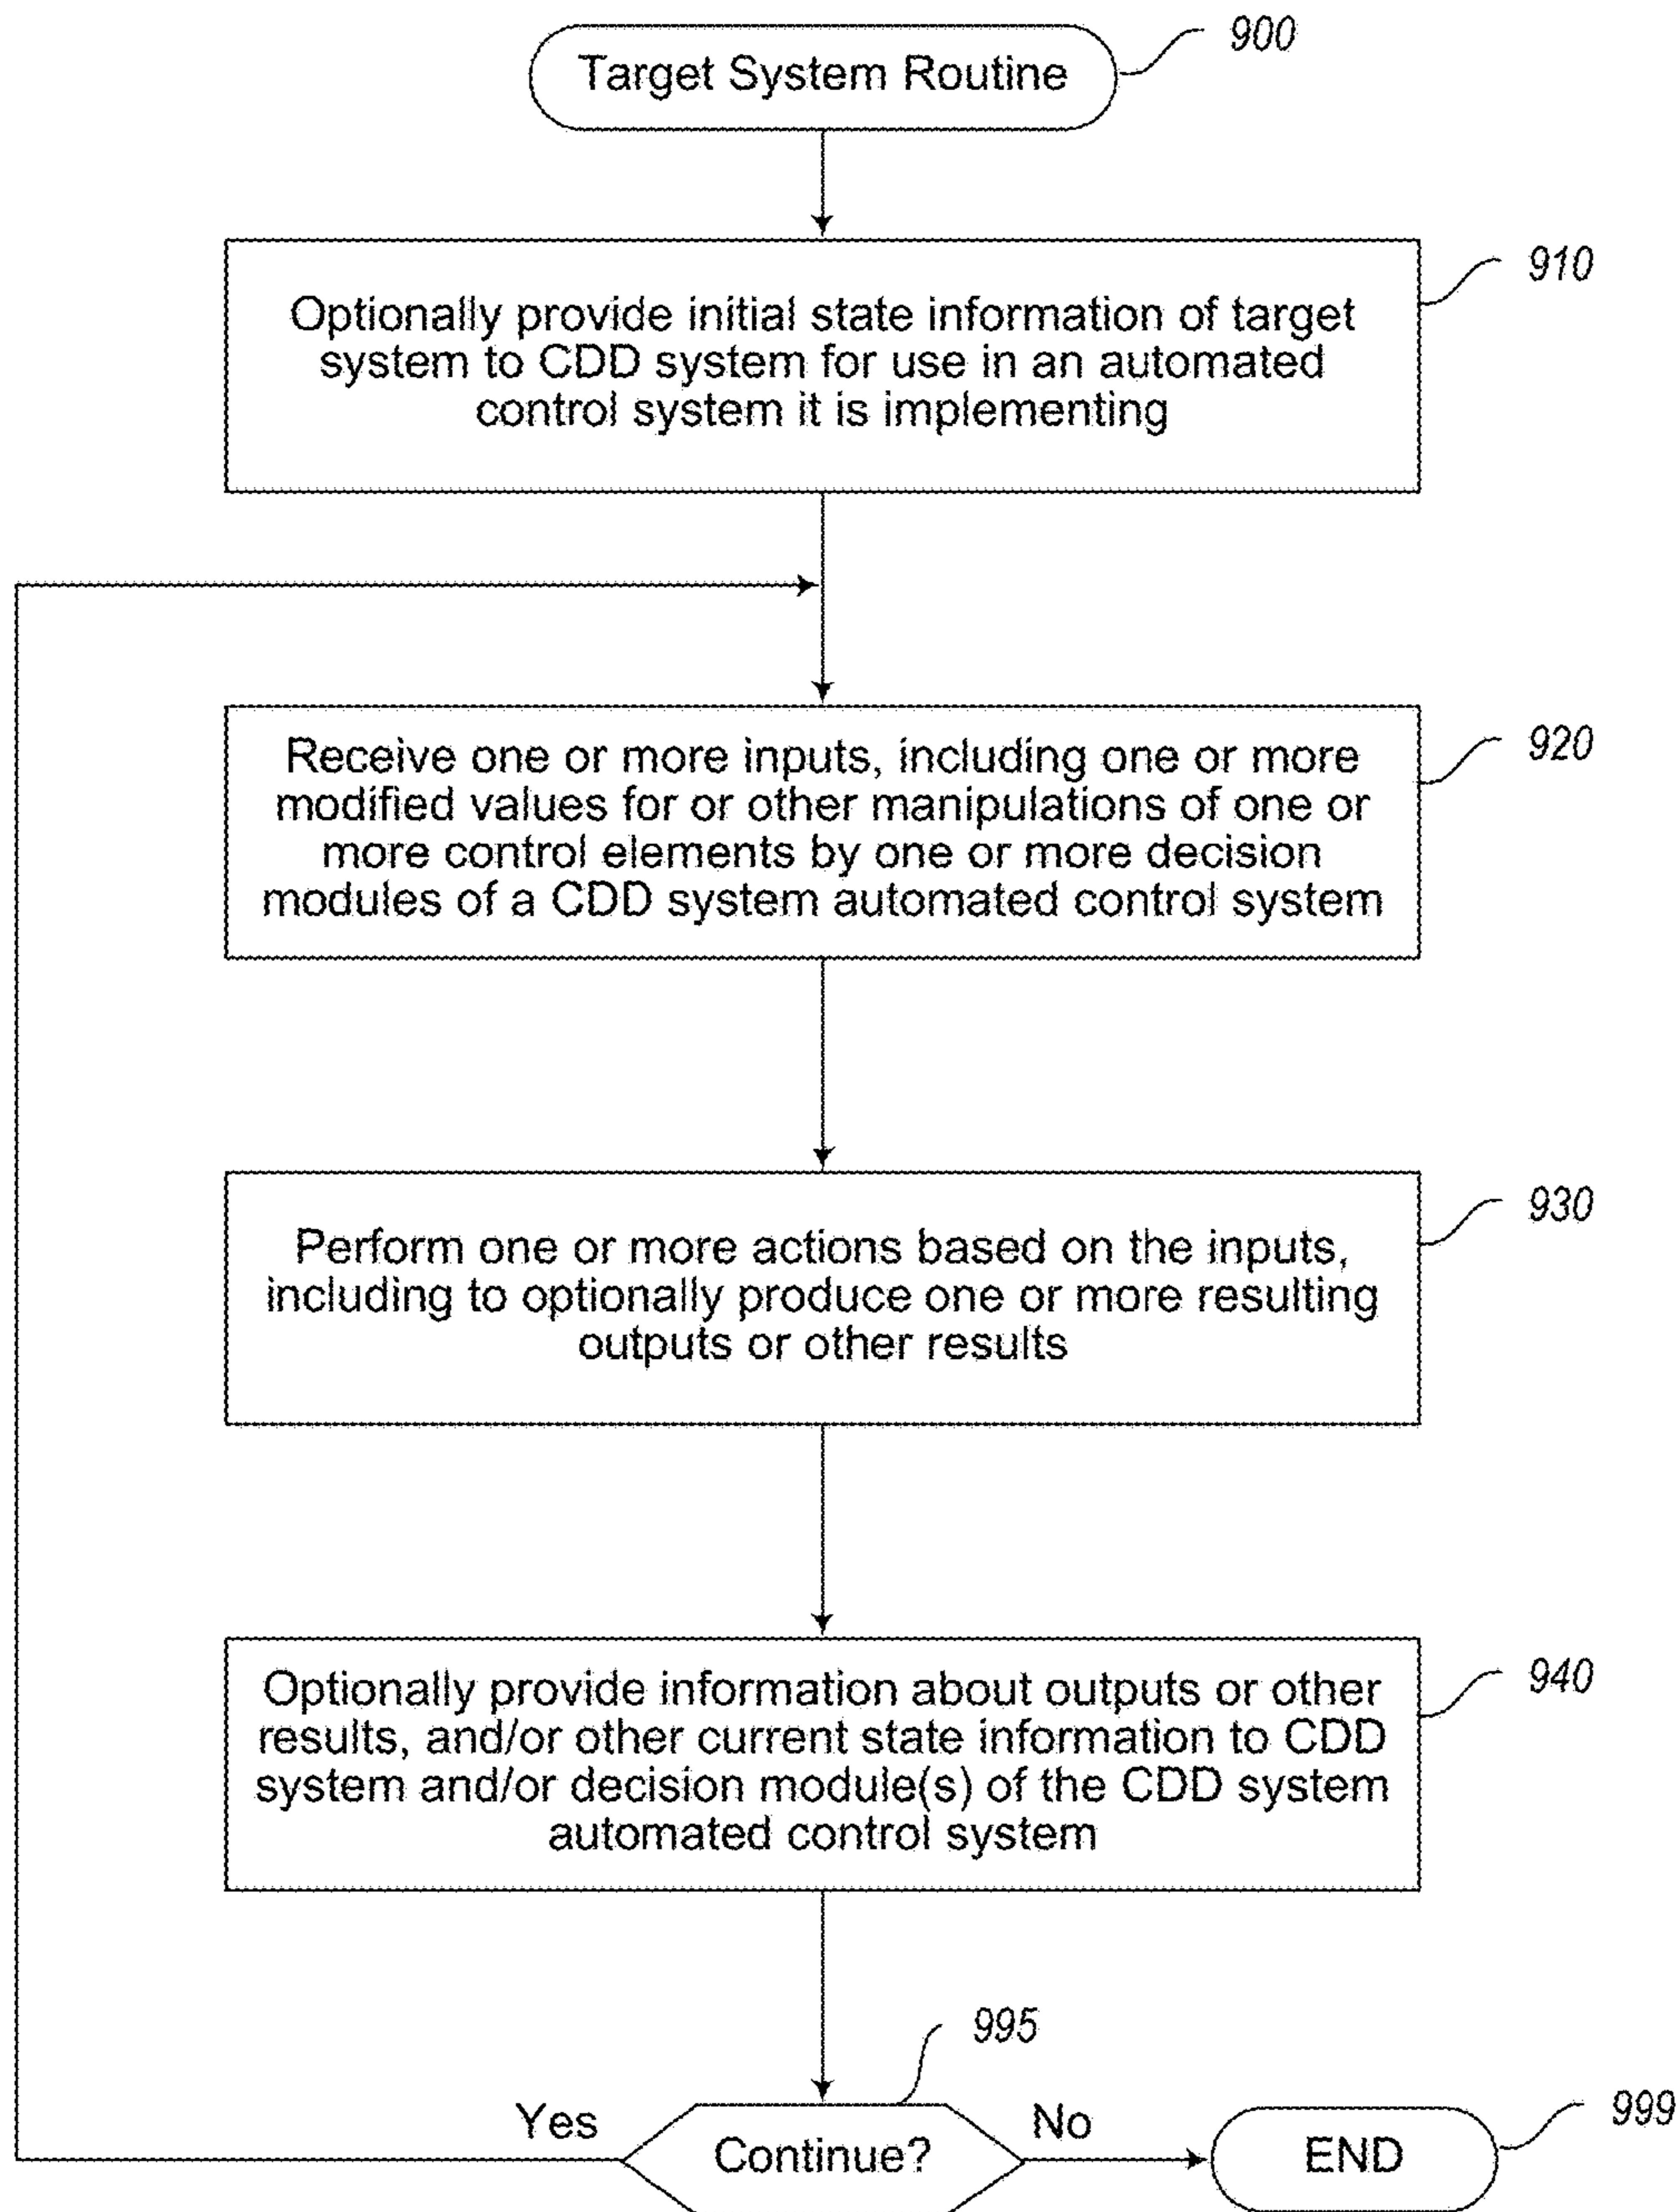 Target System Routine
900
910
Optionally provide initial state information of target
system to CDD system for use in an automated
control system it is implementing
920
Receive one or more inputs, including one or more
modified values for or other manipulations of one or
more control elements by one or more decision
modules of a CDD system automated control system
930
Perform one or more actions based on the inputs,
including to optionally produce one or more resulting
outputs or other results
940
Optionally provide information about outputs or other
results, and/or other current state information to CDD
system and/or decision module(s) of the CDD system
automated control system
995
Yes
Continue?
No
END
999